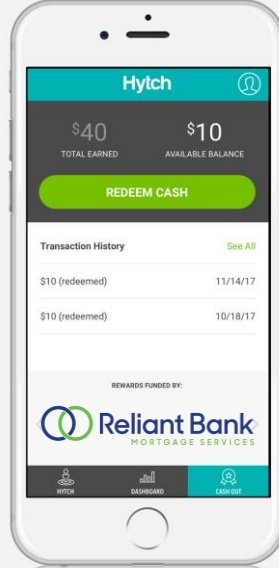 Hytch
$40 $10
TOTAL EARNED AVAILABLE BALANCE
REDEEM CASH
Transaction History See All
$10 (redeemed) 11/14/17
$10 (redeemed) 10/18/17
REWARDS FUNDED BY:
Reliant Bank
MORTGAGE SERVICES
HYTCH DASHBOARD CASH OUT